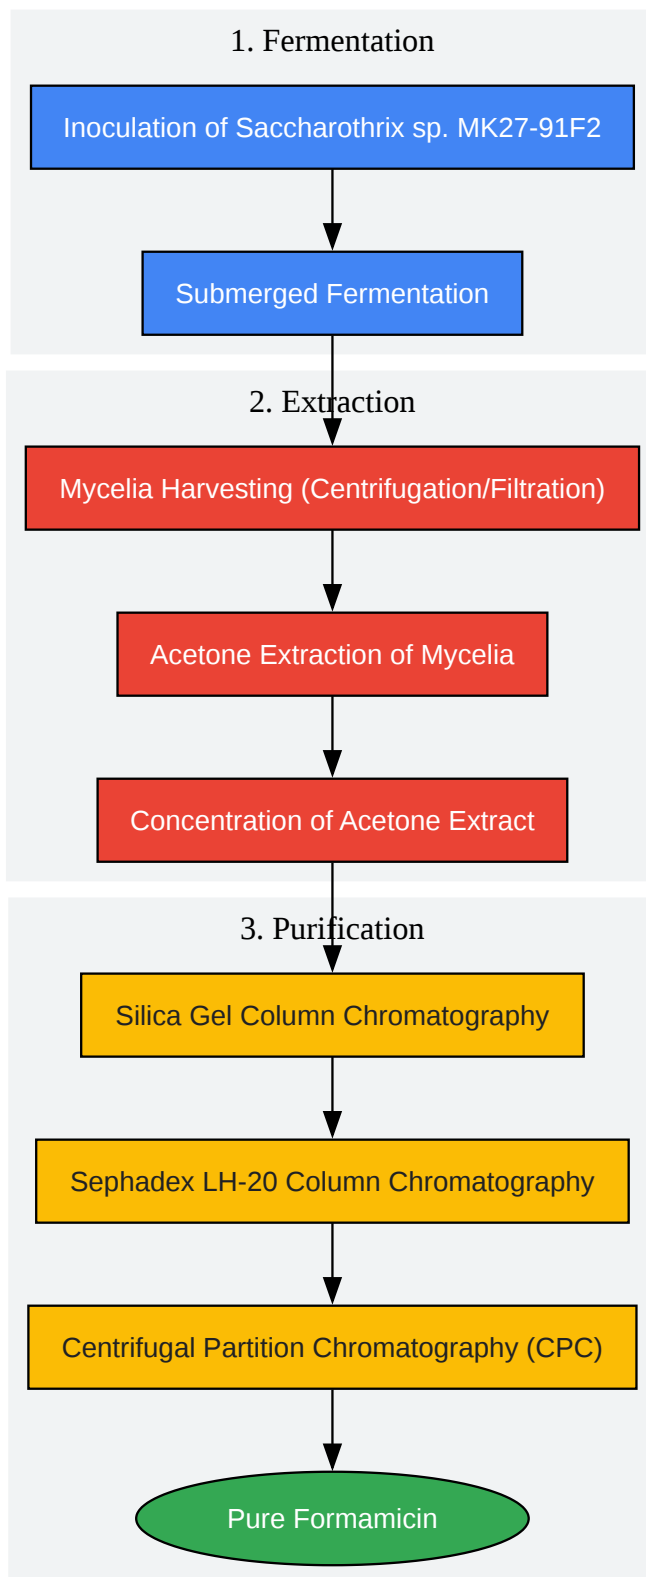 1. Fermentation
Inoculation of Saccharothrix sp. MK27-91F2
Submerged Fermentation
2. Extraction
Mycelia Harvesting (Centrifugation/Filtration)
Acetone Extraction of Mycelia
Concentration of Acetone Extract
3. Purification
Silica Gel Column Chromatography
Sephadex LH-20 Column Chromatography
Centrifugal Partition Chromatography (CPC)
Pure Formamicin